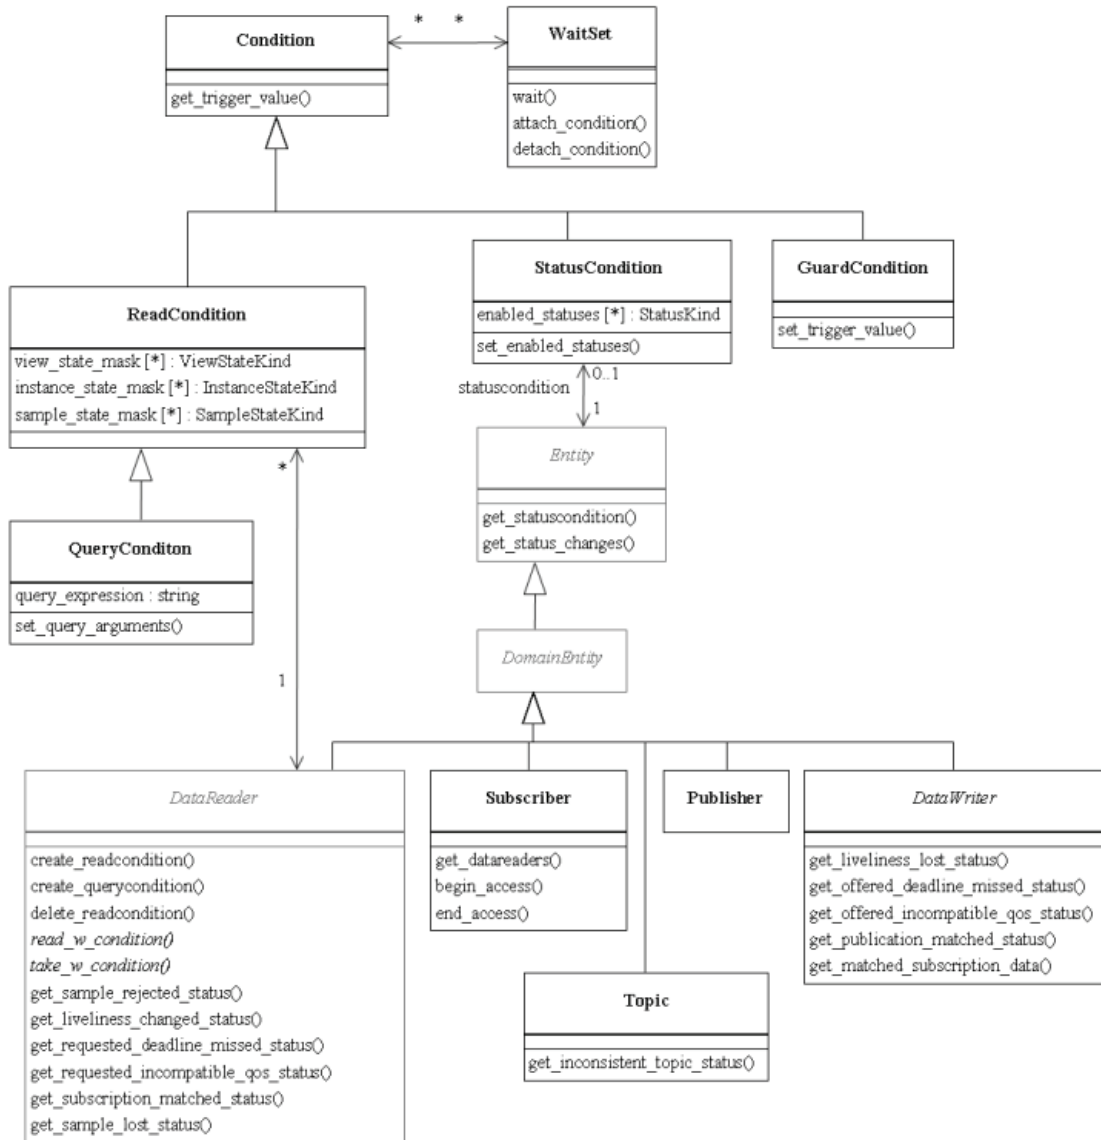 Condition
get_trigger_value()
* *
WaitSet
wait()
attach_condition()
detach_condition()
ReadCondition
view_state_mask [*] : ViewStateKind
instance_state_mask [*] : InstanceStateKind
sample_state_mask [*] : SampleStateKind
StatusCondition
enabled_statuses [*] : StatusKind
set_enabled_statuses()
GuardCondition
set_trigger_value()
statuscondition
0..1
1
Entity
get_statuscondition()
get_status_changes()
*
1
QueryConditon
query_expression : string
set_query_arguments()
DomainEntity
DataReader
create_readcondition()
create_querycondition()
delete_readcondition()
read_w_condition()
take_w_condition()
get_sample_rejected_status()
get_liveliness_changed_status()
get_requested_deadline_missed_status()
get_requested_incompatible_qos_status()
get_subscription_matched_status()
get_sample_lost_status()
Subscriber
get_datareaders()
begin_access()
end_access()
Publisher
DataWriter
get_liveliness_lost_status()
get_offered_deadline_missed_status()
get_offered_incompatible_qos_status()
get_publication_matched_status()
get_matched_subscription_data()
Topic
get_inconsistent_topic_status()